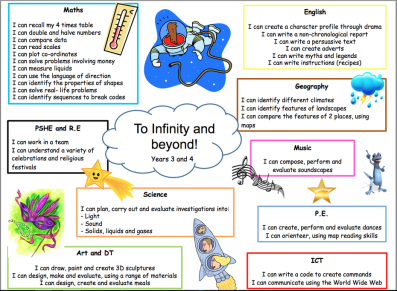 Maths
I can recall my 4 times table
I can double and halve numbers
I can compare data
I can read scales
I can plot co-ordinates
I can solve problems involving money
I can measure liquids
I can use the language of direction
I can identify the properties of shapes
I can solve real- life problems
I can identify sequences to break codes
English
I can create a character profile through drama
I can write a non-chronological report
I can write a persuasive text
I can create adverts
I can write myths and legends
I can write instructions (recipes)
Geography
I can identify different climates
I can identify features of landscapes
I can compare the features of 2 places, using
maps
PSHE and R.E
I can work in a team
I can understand a variety of
celebrations and religious
festivals
To Infinity and
beyond!
Years 3 and 4
Music
I can compose, perform and
evaluate soundscapes
Science
I can plan, carry out and evaluate investigations into:
- Light
- Sound
- Solids, liquids and gases
P.E.
I can create, perform and evaluate dances
I can orienteer, using map reading skills
Art and DT
I can draw, paint and create 3D sculptures
I can design, make and evaluate, using a range of materials
I can design, create and evaluate meals
ICT
I can write a code to create commands
I can communicate using the World Wide Web